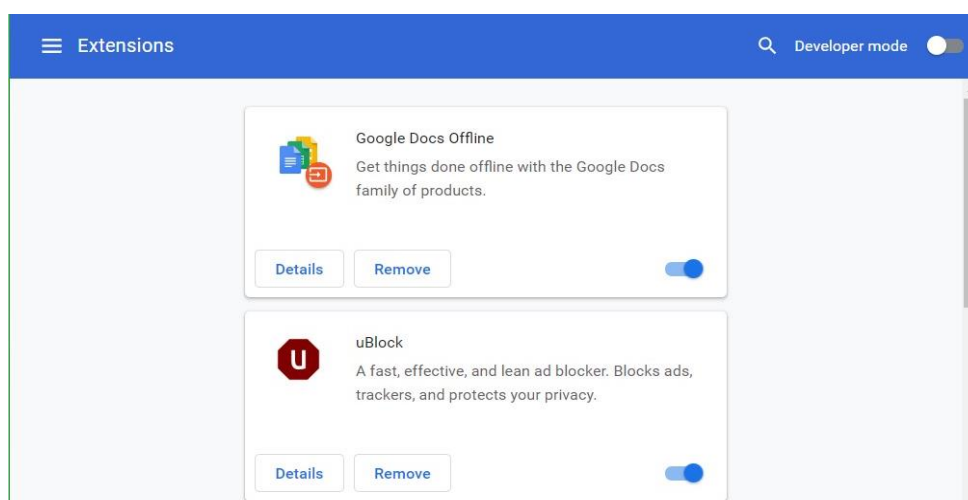 Extensions
Developer mode
Google Docs Offline
Get things done offline with the Google Docs
family of products.
Details
Remove
uBlock
A fast, effective, and lean ad blocker. Blocks ads,
trackers, and protects your privacy.
Details
Remove